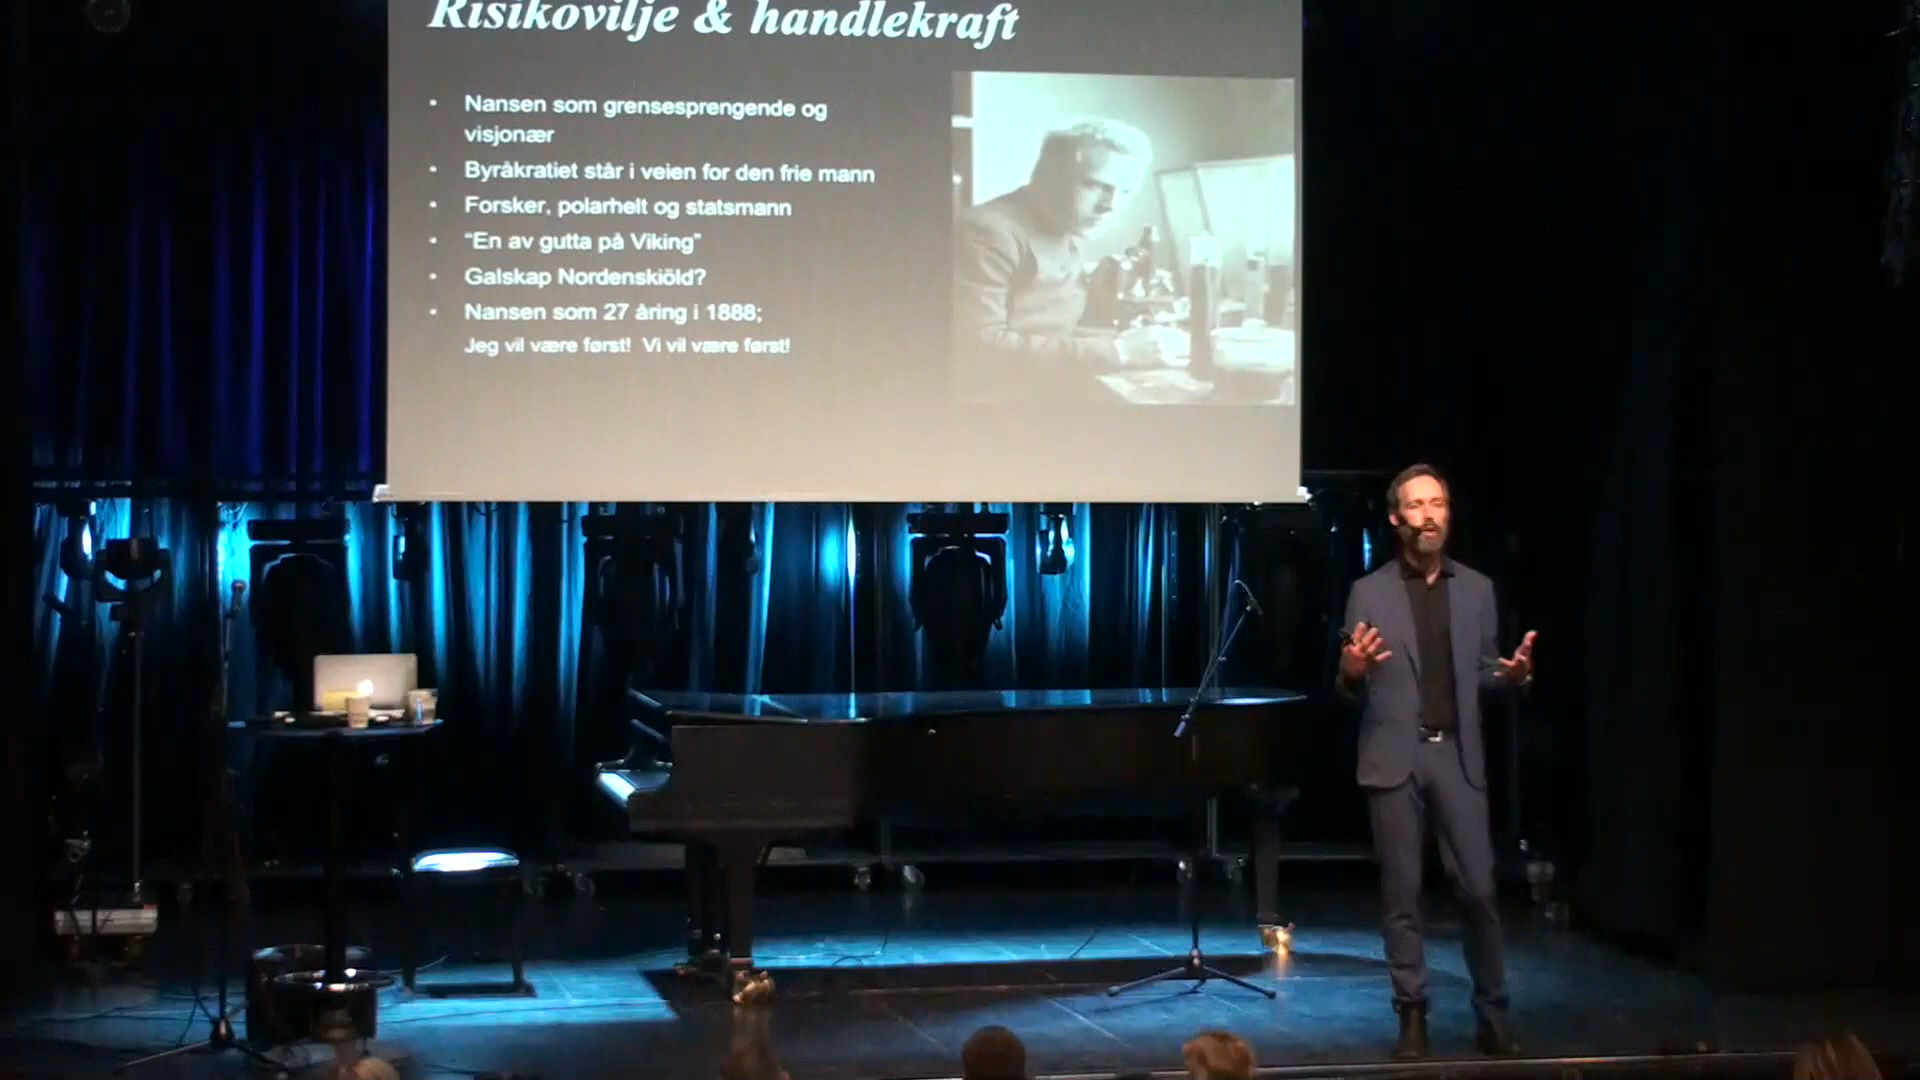 Risikovilje & handlekraft
• Nansen som grensesprengende og
visjonær
• Byråkratiet står i veien for den frie mann
• Forsker, polarhelt og statsmann
• “En av gutta på Viking”
• Galskap Nordenskiöld?
• Nansen som 27 åring i 1888;
Jeg vil være først!  Vi vil være først!